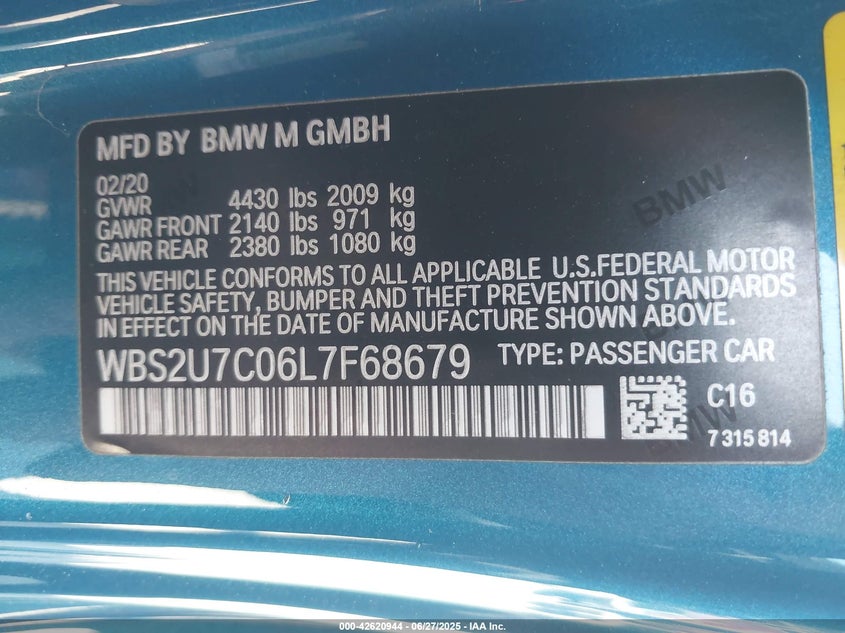 MFD BY BMW M GMBH
02/20
GVWR 4430 lbs 2009 kg
GAWR FRONT 2140 lbs 971 kg
GAWR REAR 2380 lbs 1080 kg
THIS VEHICLE CONFORMS TO ALL APPLICABLE U.S.FEDERAL MOTOR
VEHICLE SAFETY, BUMPER AND THEFT PREVENTION STANDARDS
IN EFFECT ON THE DATE OF MANUFACTURE SHOWN ABOVE.
WBS2U7C06L7F68679 TYPE: PASSENGER CAR
C16
7315814
BMW
BMW
BMW
000-42620944 / 06/27/2025 - IAA Inc.